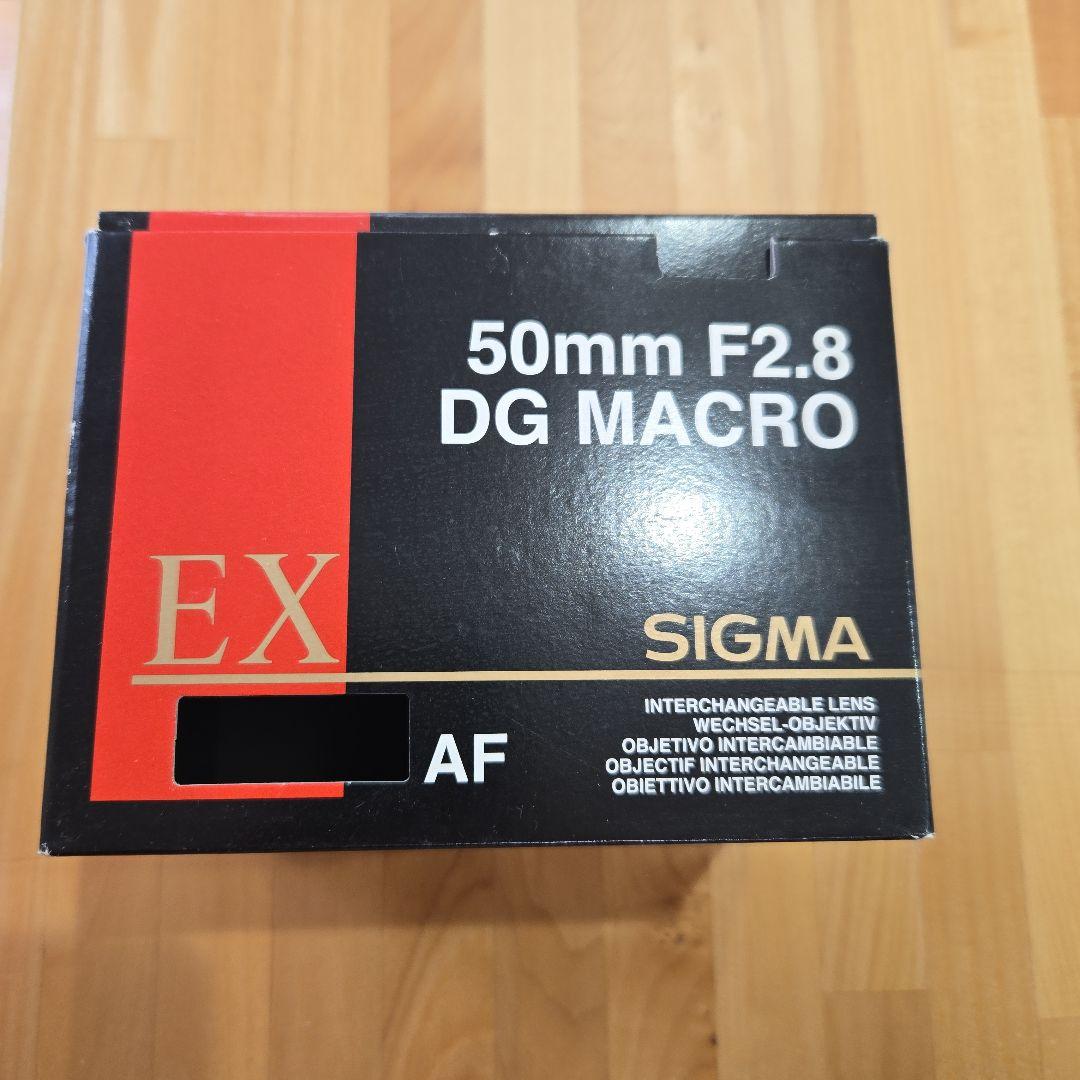 50mm F2.8
DG MACRO
EX
SIGMA
AF
INTERCHANGEABLE LENS
WECHSEL-OBJEKTIV
OBJETIVO INTERCAMBIABLE
OBJECTIF INTERCHANGEABLE
OBIETTIVO INTERCAMBIABILE